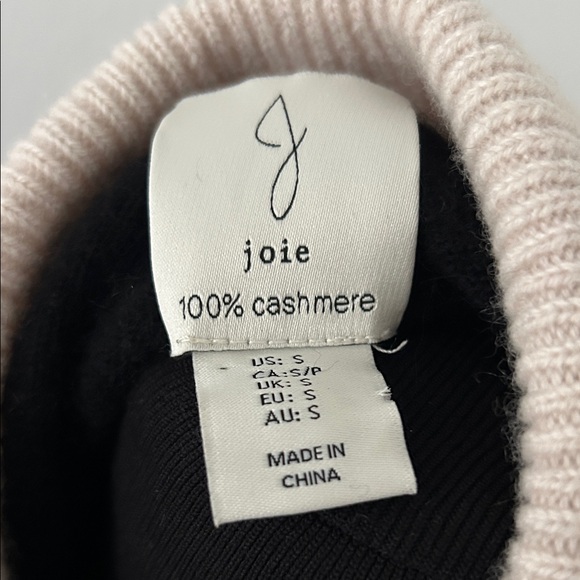 J
joie
100% cashmere
US: S
CA:S/P
UK: S
EU: S
AU: S
MADE IN
CHINA